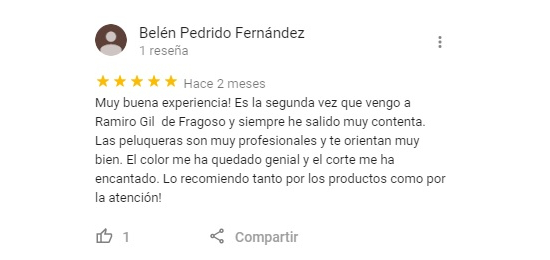 Belén Pedrido Fernández
1 reseña
Hace 2 meses
Muy buena experiencia! Es la segunda vez que vengo a
Ramiro Gil de Fragoso y siempre he salido muy contenta.
Las peluqueras son muy profesionales y te orientan muy
bien. El color me ha quedado genial y el corte me ha
encantado. Lo recomiendo tanto por los productos como por
la atención!
1 Compartir